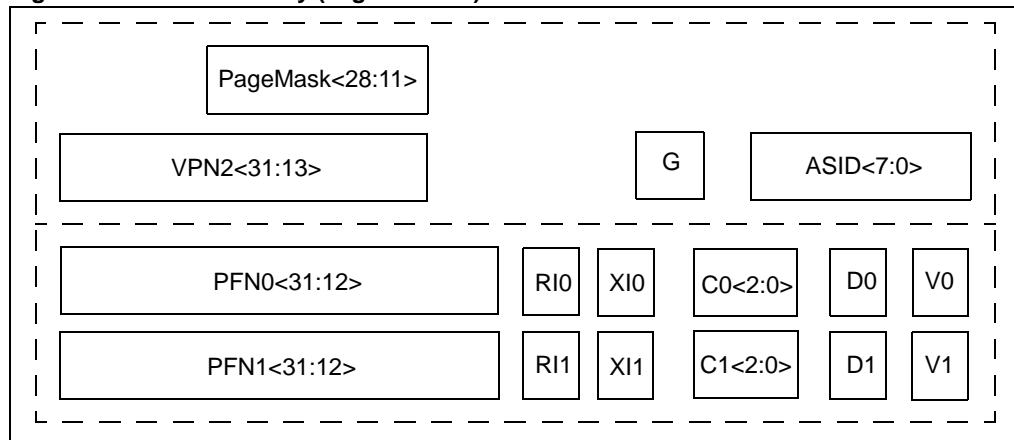 PageMask<28:11>
VPN2<31:13> G ASID<7:0>
PFN0<31:12> RI0 XI0 C0<2:0> D0 V0
PFN1<31:12> RI1 XI1 C1<2:0> D1 V1